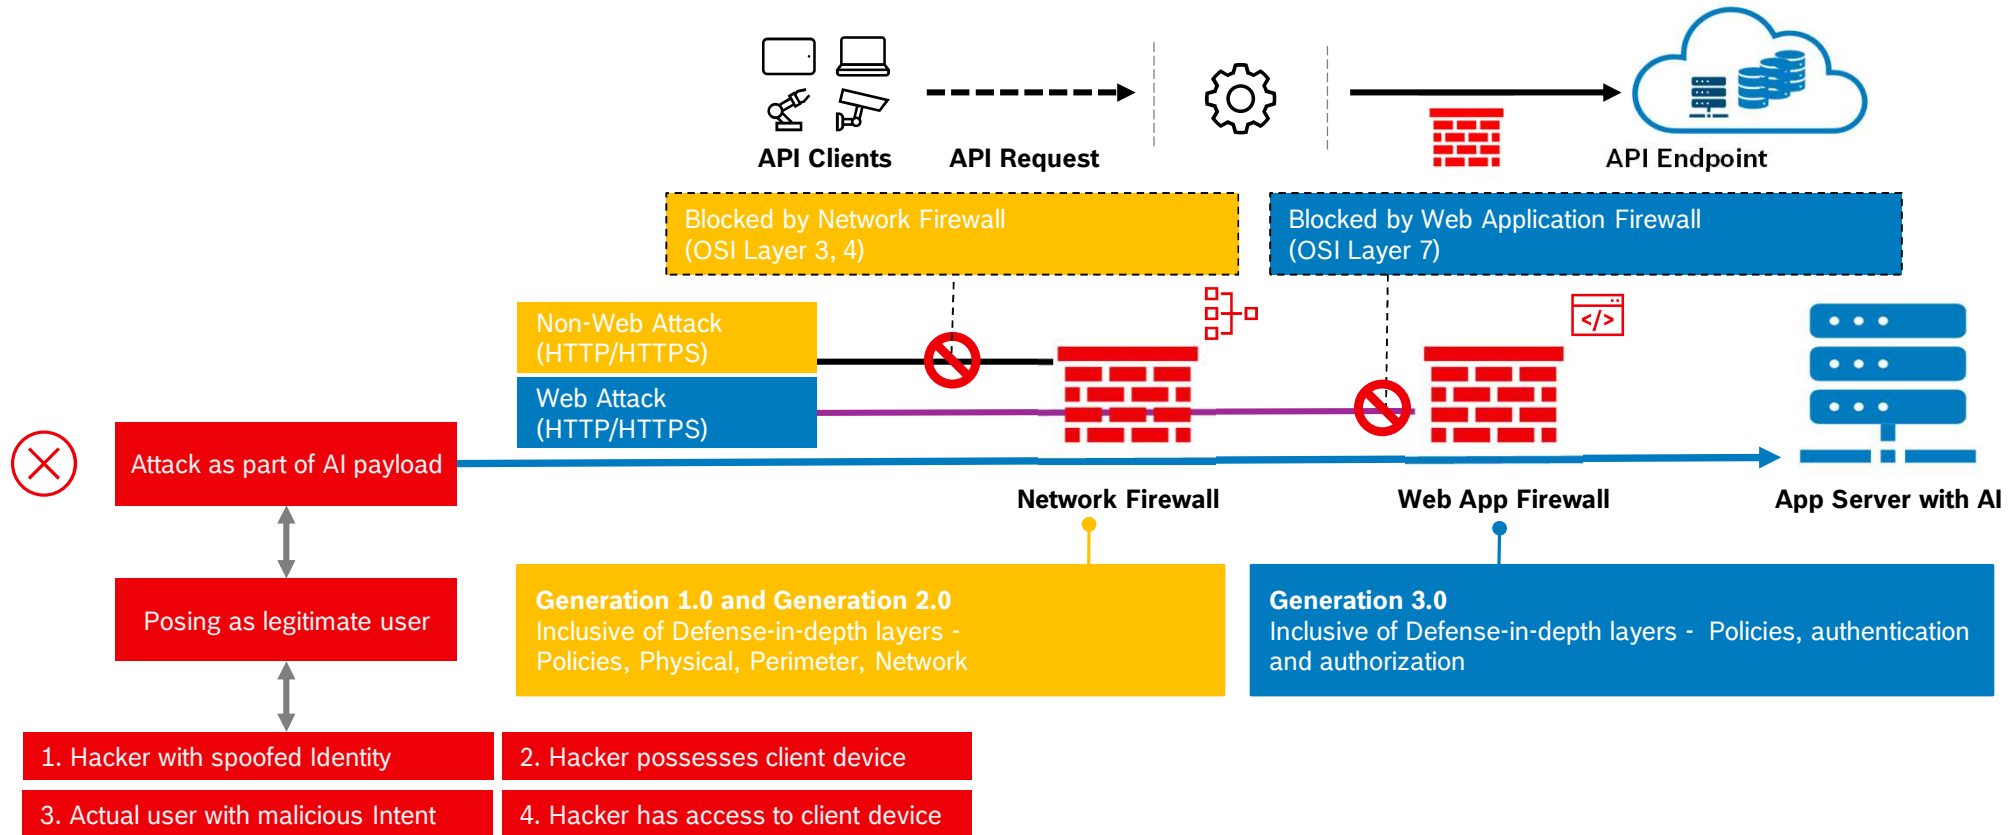 API Clients
API Request
API Endpoint
Blocked by Network Firewall
(OSI Layer 3, 4)
Blocked by Web Application Firewall
(OSI Layer 7)
Non-Web Attack
(HTTP/HTTPS)
</>
Web Attack
(HTTP/HTTPS)
Attack as part of AI payload
Network Firewall
Web App Firewall
App Server with AI
Posing as legitimate user
Generation 1.0 and Generation 2.0
Inclusive of Defense-in-depth layers -
Policies, Physical, Perimeter, Network
Generation 3.0
Inclusive of Defense-in-depth layers - Policies, authentication
and authorization
1. Hacker with spoofed Identity
2. Hacker possesses client device
3. Actual user with malicious Intent
4. Hacker has access to client device